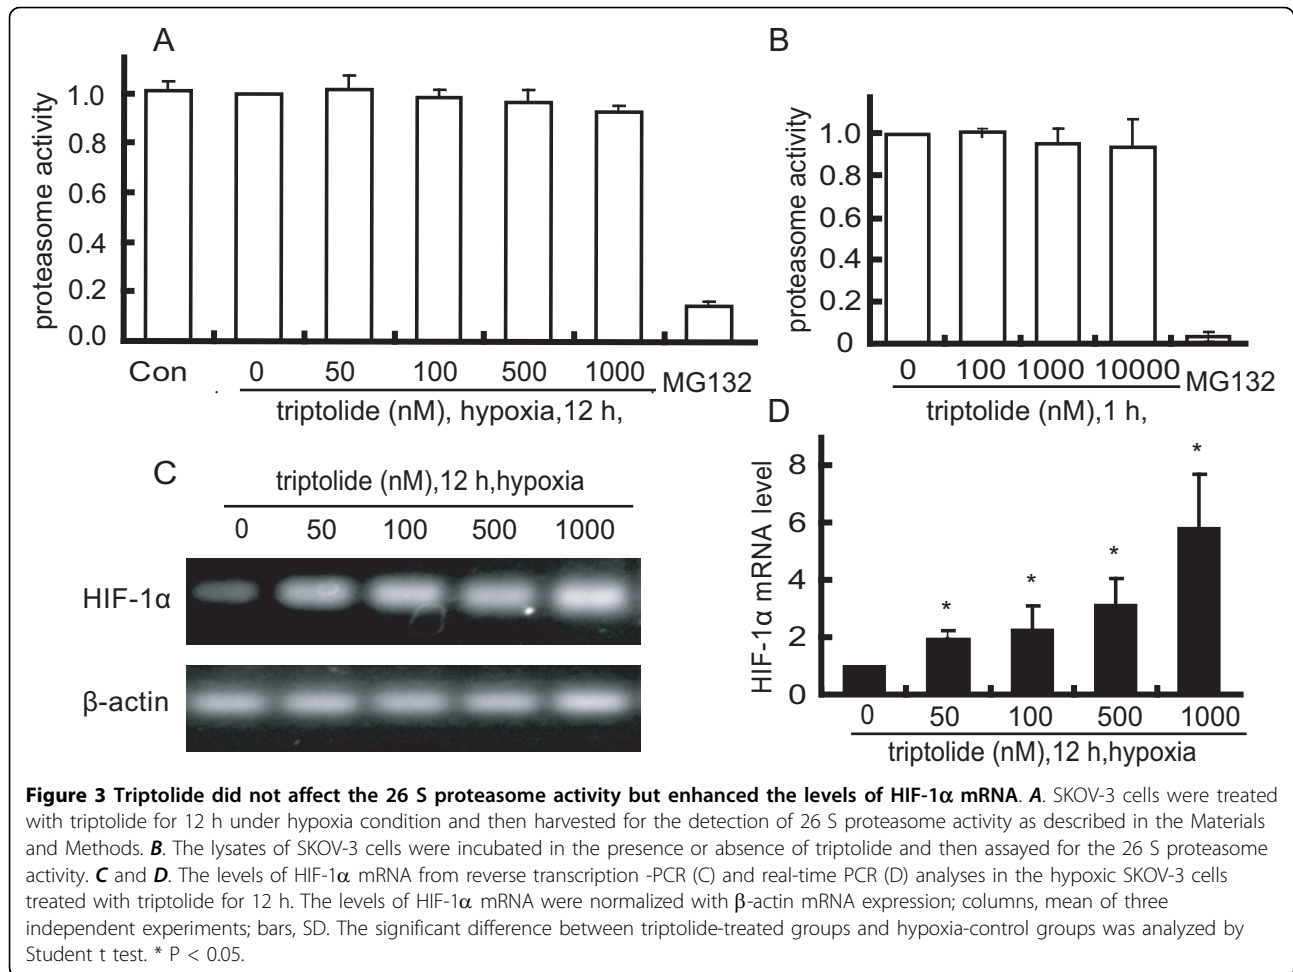 A
proteasome activity
1.0
0.8
0.6
0.4
0.2
0.0
Con 0 50 100 500 1000 MG132
triptolide (nM), hypoxia,12 h,
B
proteasome activity
1.0
0.8
0.6
0.4
0.2
0
0 100 1000 10000 MG132
triptolide (nM),1 h,
C
triptolide (nM),12 h,hypoxia
0 50 100 500 1000
HIF-1α
β-actin
D
HIF-1α mRNA level
8
6
4
2
0
* * * *
0 50 100 500 1000
triptolide (nM),12 h,hypoxia
Figure 3 Triptolide did not affect the 26 S proteasome activity but enhanced the levels of HIF-1α mRNA. A. SKOV-3 cells were treated
with triptolide for 12 h under hypoxia condition and then harvested for the detection of 26 S proteasome activity as described in the Materials
and Methods. B. The lysates of SKOV-3 cells were incubated in the presence or absence of triptolide and then assayed for the 26 S proteasome
activity. C and D. The levels of HIF-1α mRNA from reverse transcription -PCR (C) and real-time PCR (D) analyses in the hypoxic SKOV-3 cells
treated with triptolide for 12 h. The levels of HIF-1α mRNA were normalized with β-actin mRNA expression; columns, mean of three
independent experiments; bars, SD. The significant difference between triptolide-treated groups and hypoxia-control groups was analyzed by
Student t test. * P < 0.05.